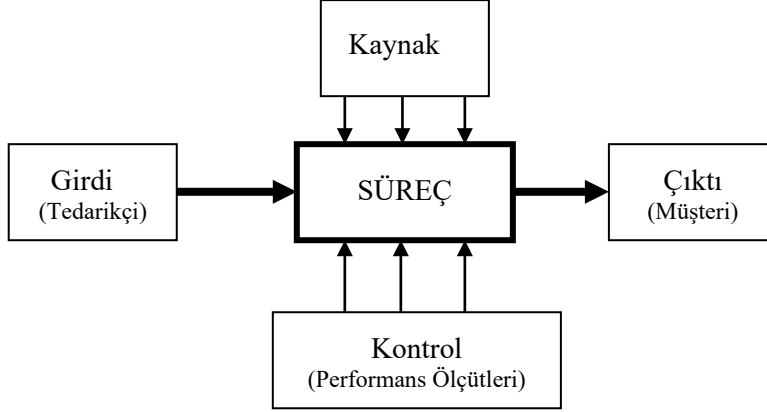 Kaynak
Girdi
(Tedarikçi)
SÜREÇ
Çıktı
(Müşteri)
Kontrol
(Performans Ölçütleri)